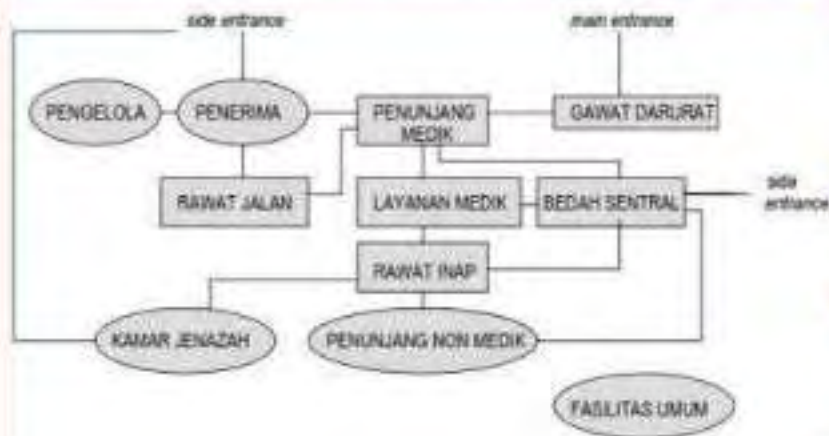 side entrance
main entrance
PENGELOLA
PENERIMA
PENUNJANG
MEDIK
GAWAT DARURAT
RAWAT JALAN
LAYANAN MEDIK
BEDAH SENTRAL
side
entrance
RAWAT INAP
KAMAR JENAZAH
PENUNJANG NON MEDIK
FASILITAS UMUM